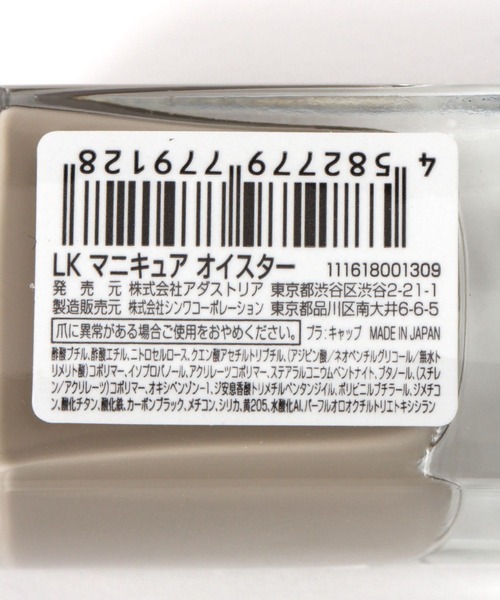 4 582779 779128
LK マニキュア オイスター 111618001309
発 売 元 株式会社アダストリア 東京都渋谷区渋谷2-21-1
製造販売元 株式会社シンワコーポレーション 東京都品川区南大井6-6-5
爪に異常がある場合ご使用をおやめください。 プラ:キャップ MADE IN JAPAN
酢酸ブチル、酢酸エチル、ニトロセルロース、クエン酸アセチルトリブチル、(アジピン酸/ネオペンチルグリコール/無水ト
リメリト酸)コポリマー、イソプロパノール、アクリレーツコポリマー、ステアラルコニウムベントナイト、ブタノール、(スチレ
ン/アクリレーツ)コポリマー、オキシベンゾン-1、ジ安息香酸トリメチルペンタンジイル、ポリビニルブチラール、ジメチコ
ン、酸化チタン、酸化鉄、カーボンブラック、メチコン、シリカ、黄205、水酸化Al、パーフルオロオクチルトリエトキシシラン